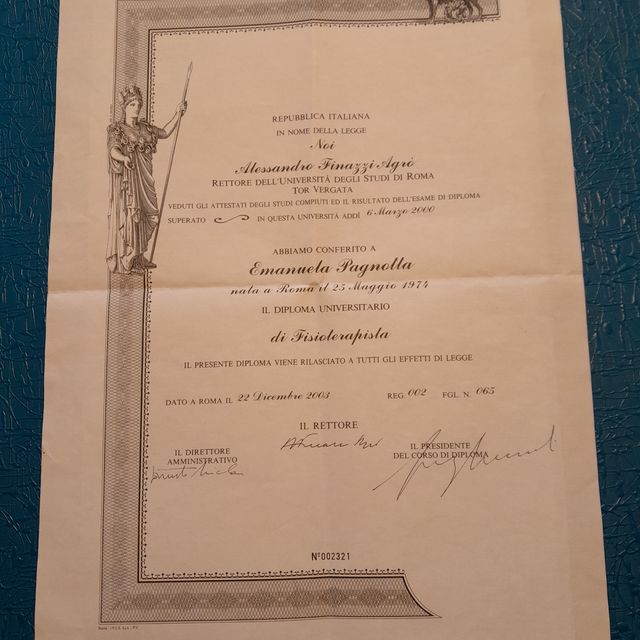 REPUBBLICA ITALIANA
IN NOME DELLA LEGGE
Noi
Alessandro Finazzi Agrò
RETTORE DELL'UNIVERSITÀ DEGLI STUDI DI ROMA
TOR VERGATA
VEDUTI GLI ATTESTATI DEGLI STUDI COMPIUTI ED IL RISULTATO DELL'ESAME DI DIPLOMA
SUPERATO IN QUESTA UNIVERSITÀ ADDÌ 6 Marzo 2000
ABBIAMO CONFERITO A
Emanuela Pagnotta
nata a Roma il 25 Maggio 1974
IL DIPLOMA UNIVERSITARIO
di Fisioterapista
IL PRESENTE DIPLOMA VIENE RILASCIATO A TUTTI GLI EFFETTI DI LEGGE
DATO A ROMA IL 22 Dicembre 2003 REG. 002 FGL. N. 065
IL RETTORE
IL DIRETTORE
AMMINISTRATIVO
IL PRESIDENTE
DEL CORSO DI DIPLOMA
N° 002321